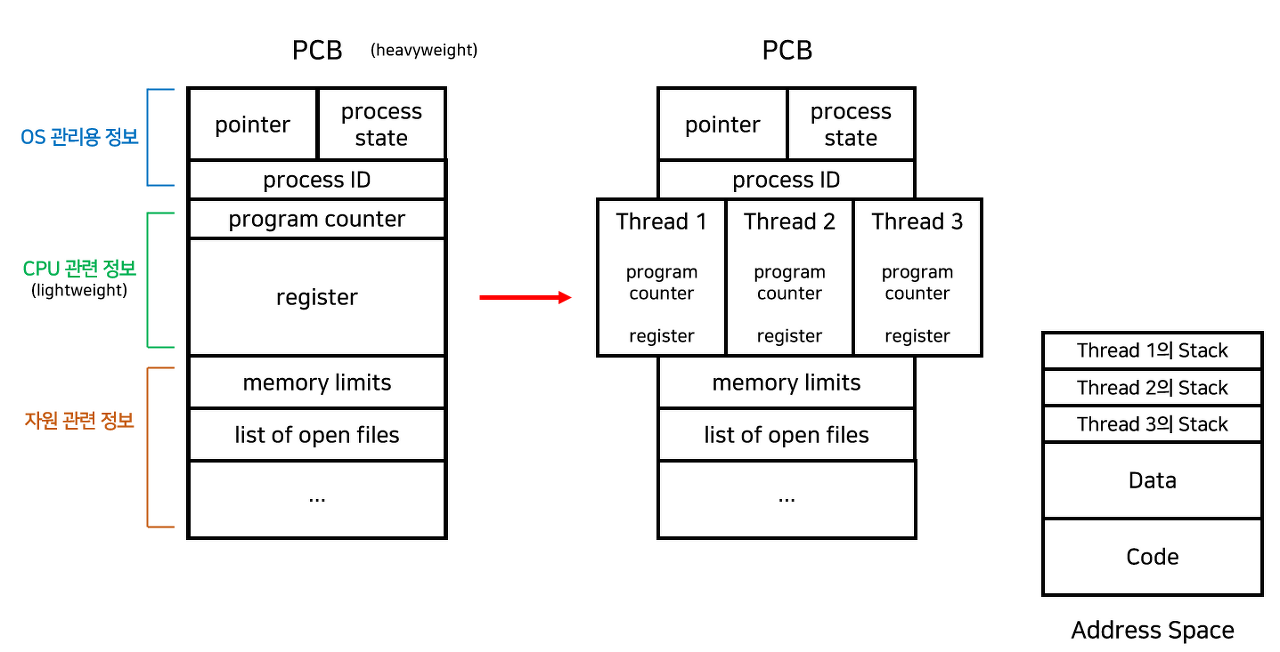 PCB (heavyweight)
OS 관리용 정보
pointer
process
state
process ID
CPU 관련 정보
(lightweight)
program counter
register
자원 관련 정보
memory limits
list of open files
...
PCB
pointer
process
state
process ID
Thread 1
program
counter
register
Thread 2
program
counter
register
Thread 3
program
counter
register
memory limits
list of open files
...
Thread 1의 Stack
Thread 2의 Stack
Thread 3의 Stack
Data
Code
Address Space